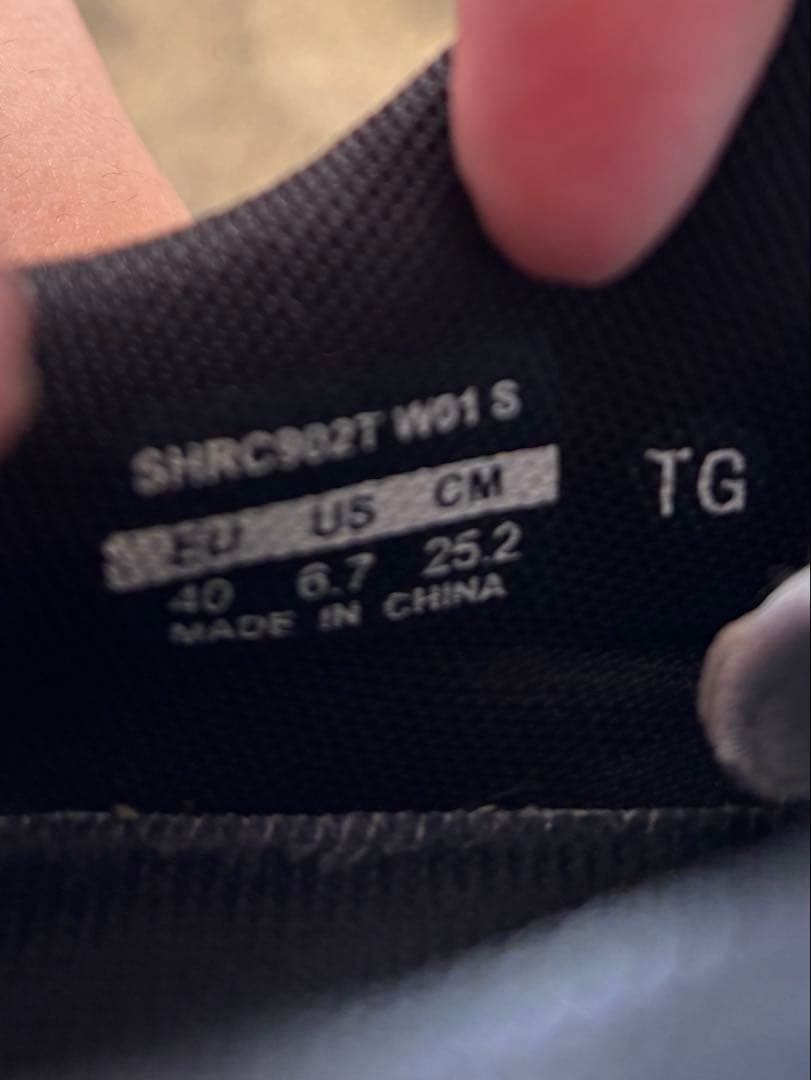 SHRC902T W01 S
EU US CM
40 6.7 25.2
MADE IN CHINA
TG